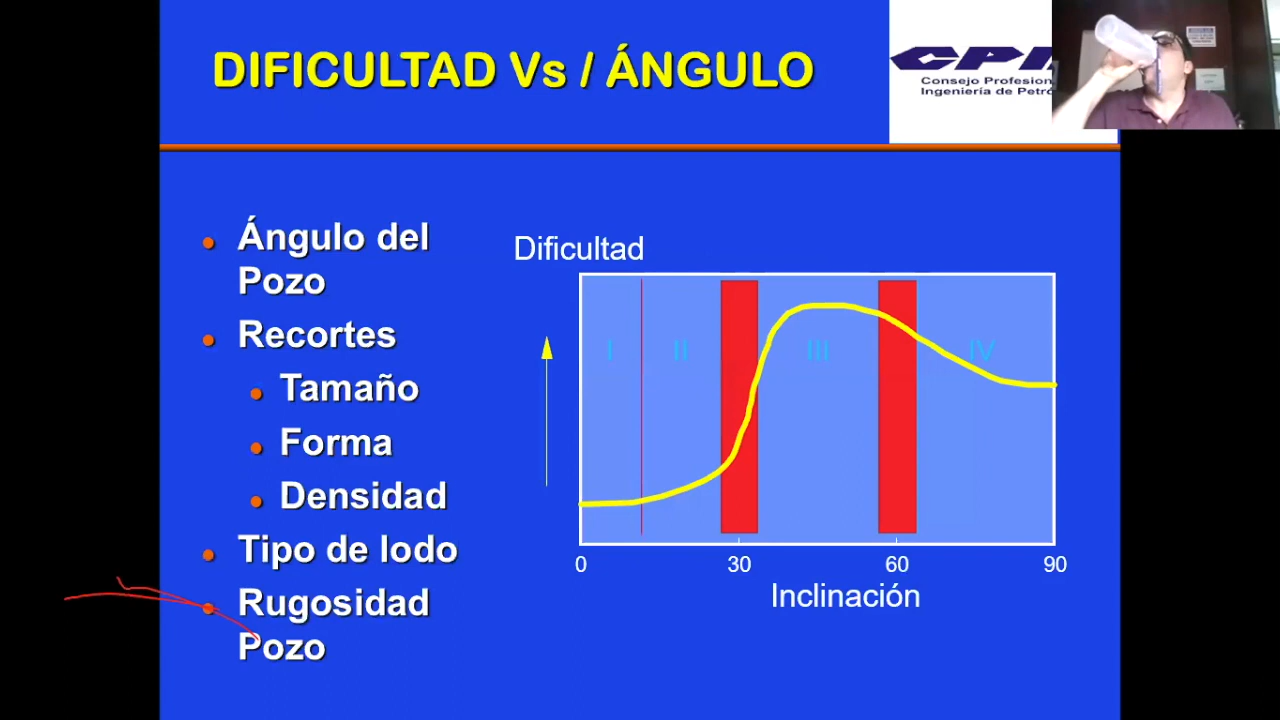 DIFICULTAD Vs / ÁNGULO
Consejo Profesion
Ingeniería de Petró
Ángulo del
Pozo
Recortes
Tamaño
Forma
Densidad
Tipo de lodo
Rugosidad
Pozo
Dificultad
I II III IV
0 30 60 90
Inclinación